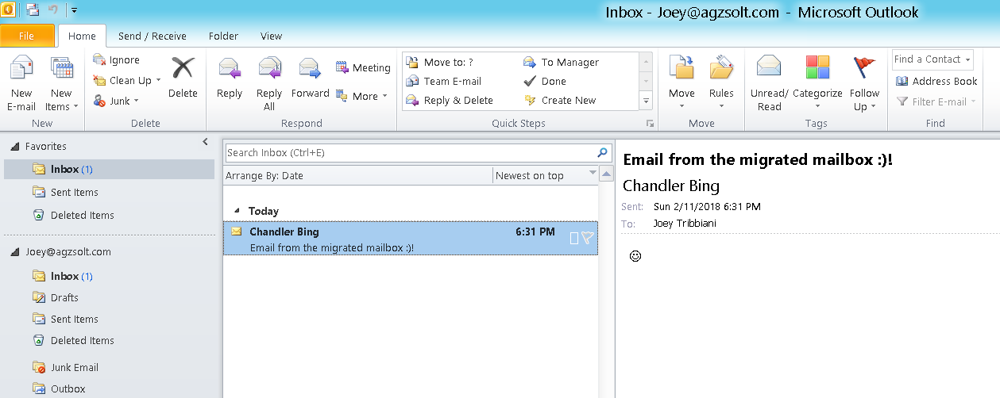 Inbox - Joey@agzsolt.com - Microsoft Outlook
File Home Send / Receive Folder View
New E-mail
New Items
New
Ignore
Clean Up
Junk
Delete
Delete
Reply
Reply All
Forward
Meeting
More
Respond
Move to: ?
Team E-mail
Reply & Delete
To Manager
Done
Create New
Quick Steps
Move
Rules
Move
Unread/ Read
Categorize
Follow Up
Tags
Find a Contact
Address Book
Filter E-mail
Find
Favorites
Inbox (1)
Sent Items
Deleted Items
Joey@agzsolt.com
Inbox (1)
Drafts
Sent Items
Deleted Items
Junk Email
Outbox
Search Inbox (Ctrl+E)
Arrange By: Date Newest on top
Today
Chandler Bing 6:31 PM
Email from the migrated mailbox :)!
Email from the migrated mailbox :)!
Chandler Bing
Sent: Sun 2/11/2018 6:31 PM
To: Joey Tribbiani
☺